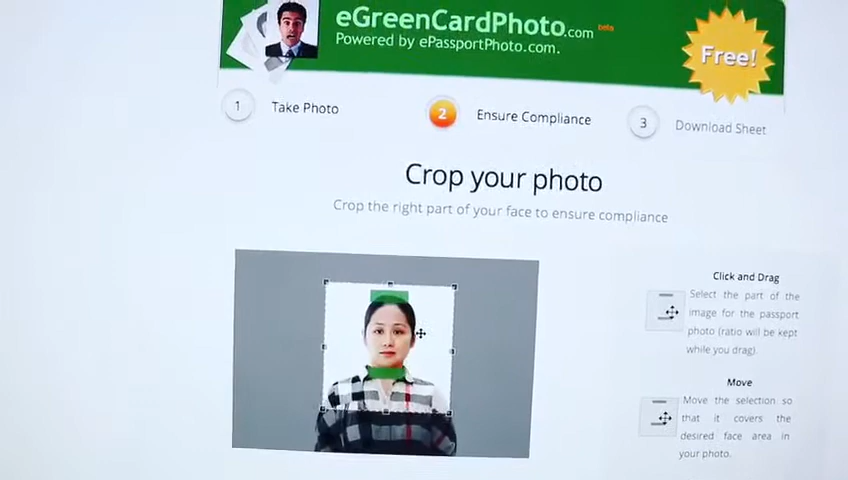 eGreenCardPhoto.com beta
Powered by ePassportPhoto.com.
Free!
1 Take Photo
2 Ensure Compliance
3 Download Sheet
Crop your photo
Crop the right part of your face to ensure compliance
Click and Drag
Select the part of the
image for the passport
photo (ratio will be kept
while you drag).
Move
Move the selection so
that it covers the
desired face area in
your photo.